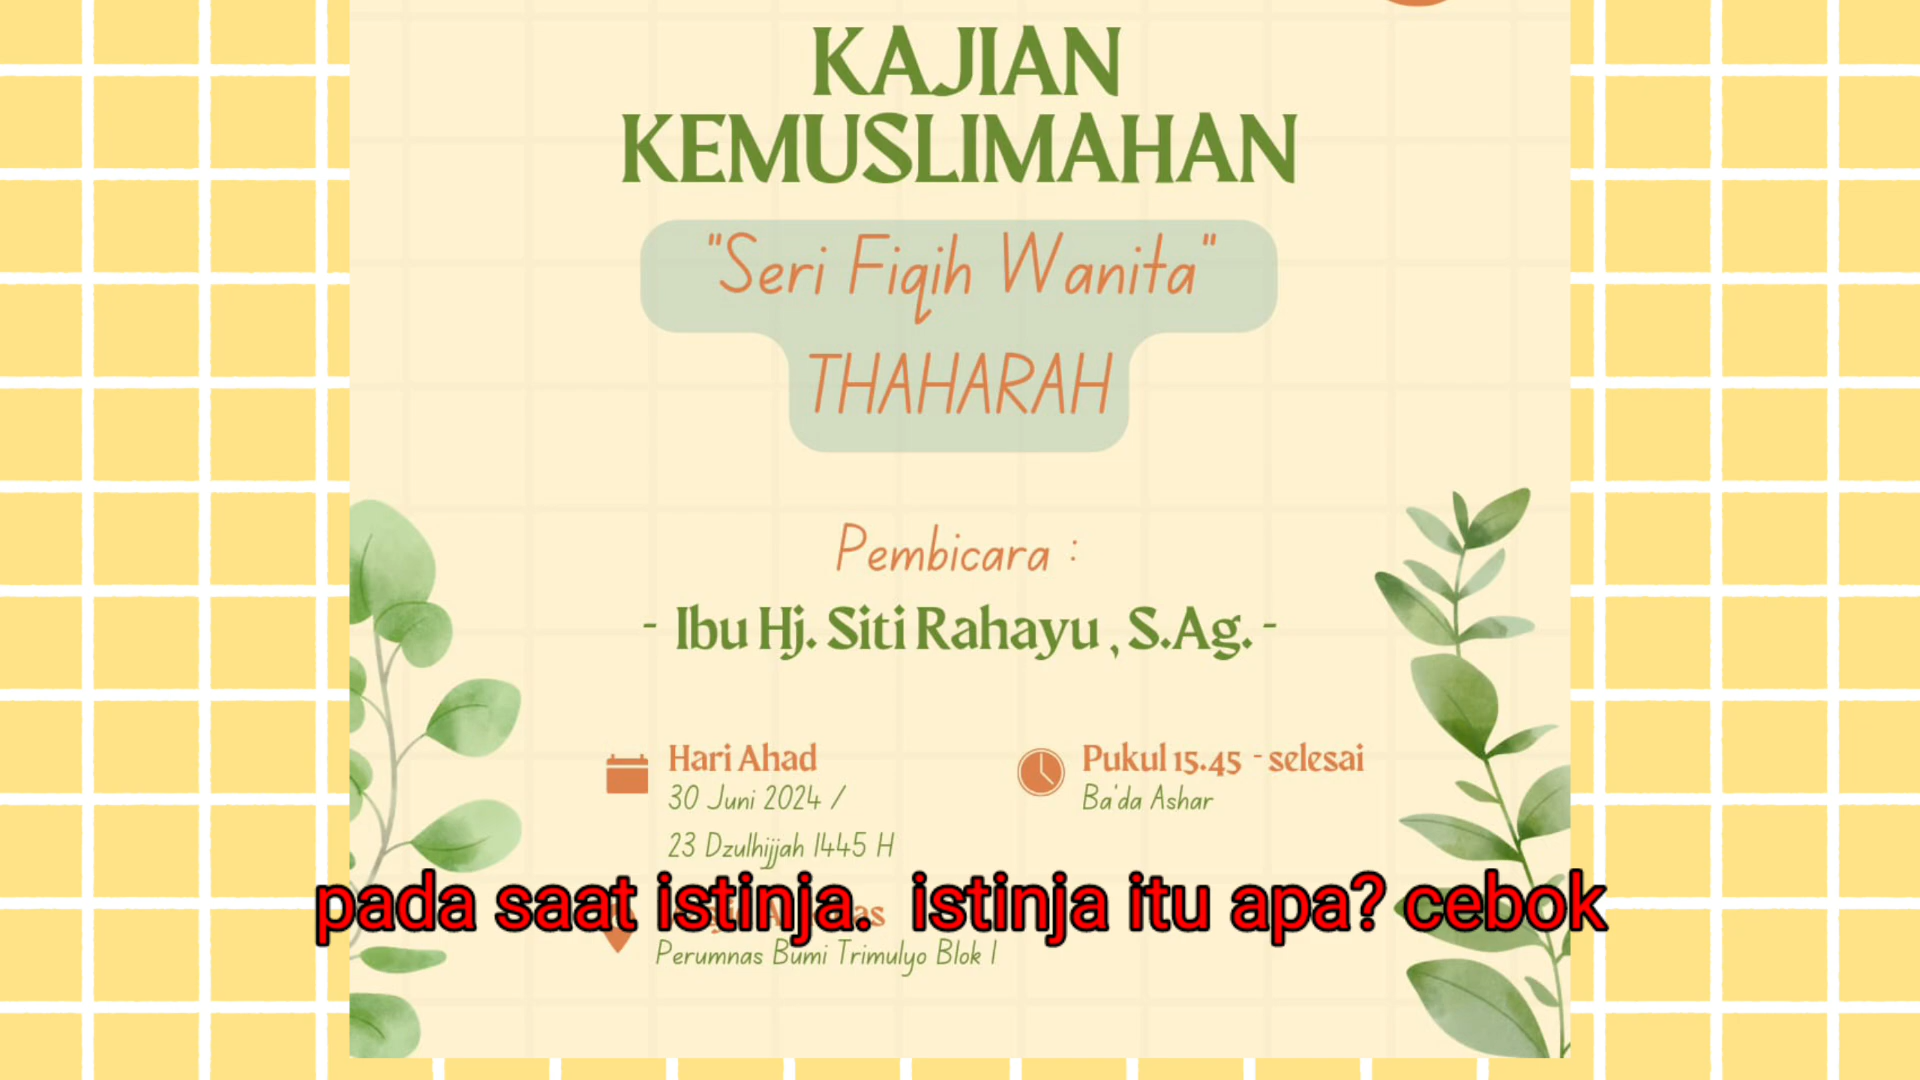 KAJIAN
KEMUSLIMAHAN
"Seri Fiqih Wanita"
THAHARAH
Pembicara :
- Ibu Hj. Siti Rahayu , S.Ag. -
Hari Ahad
30 Juni 2024 /
23 Dzulhijjah 1445 H
Pukul 15.45 - selesai
Ba'da Ashar
pada saat istinja. istinja itu apa? cebok
Perumnas Bumi Trimulyo Blok I